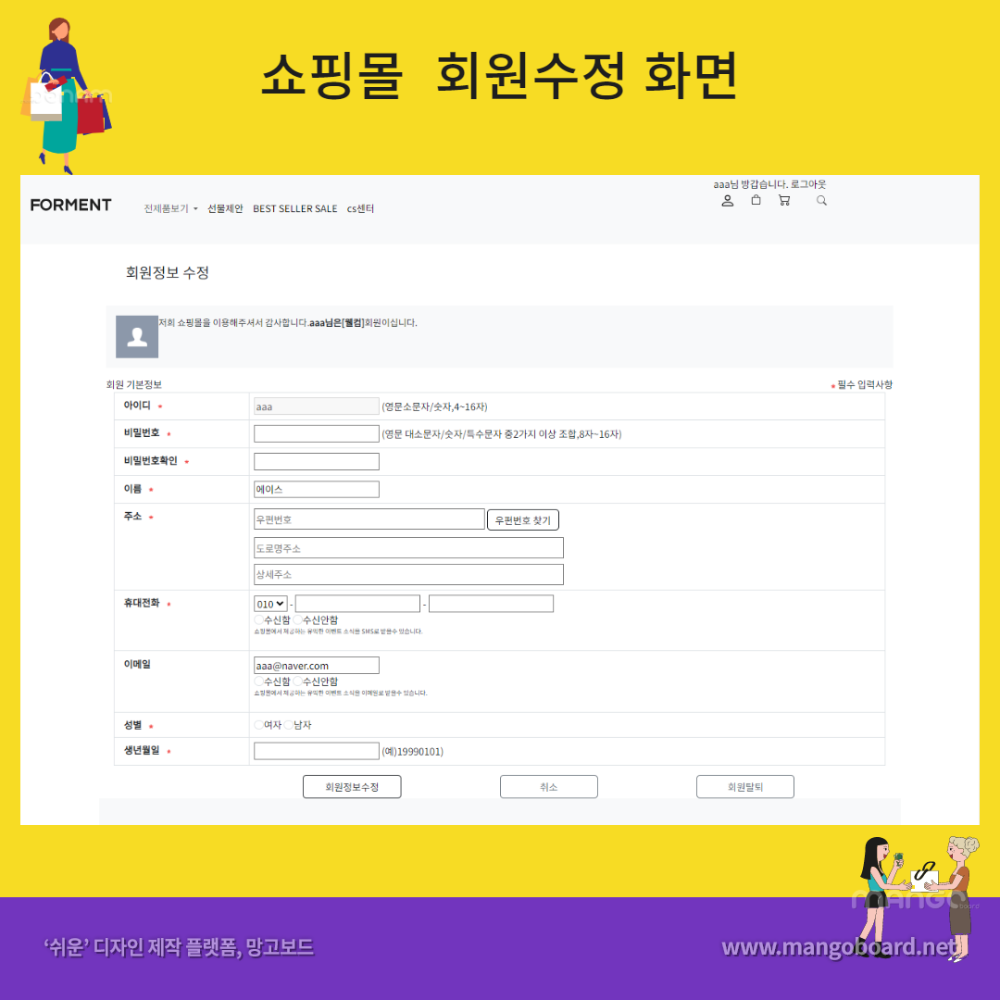 쇼핑몰 회원수정 화면
aaa님 방갑습니다. 로그아웃
FORMENT
전제품보기 선물제안 BEST SELLER SALE cs센터
회원정보 수정
저희 쇼핑몰을 이용해주셔서 감사합니다.aaa님은[웰컴]회원이십니다.
회원 기본정보 * 필수 입력사항
아이디 * aaa (영문소문자/숫자,4~16자)
비밀번호 * (영문 대소문자/숫자/특수문자 중2가지 이상 조합,8자~16자)
비밀번호확인 *
이름 * 에이스
주소 * 우편번호 우편번호 찾기
도로명주소
상세주소
휴대전화 * 010 - -
수신함 수신안함
쇼핑몰에서 제공하는 유익한 이벤트 소식을 SMS로 받을수 있습니다.
이메일 aaa@naver.com
수신함 수신안함
쇼핑몰에서 제공하는 유익한 이벤트 소식을 이메일로 받을수 있습니다.
성별 * 여자 남자
생년월일 * (예)19990101)
회원정보수정 취소 회원탈퇴
mango board
‘쉬운’ 디자인 제작 플랫폼, 망고보드 www.mangoboard.net